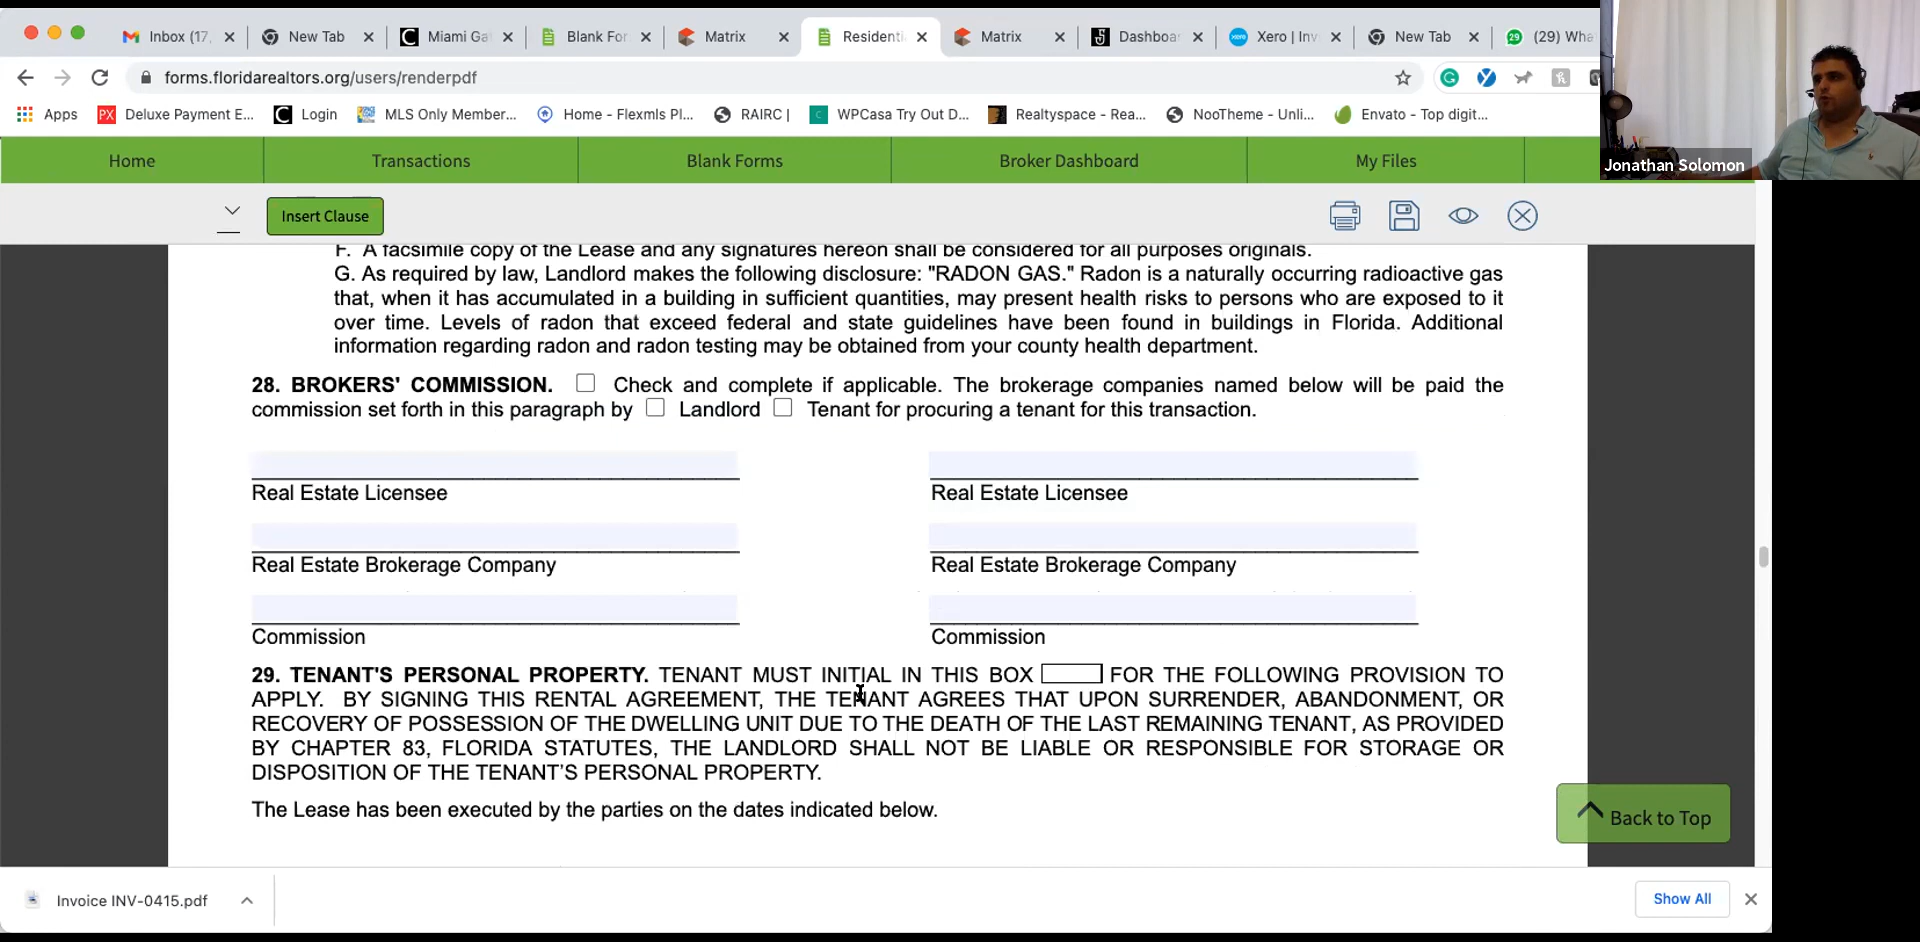 Inbox (17,
New Tab
Miami Ga
Blank For
Matrix
Residenti
Matrix
Dashboar
Xero | Inv
New Tab
29
(29) Wha
forms.floridarealtors.org/users/renderpdf
Apps
PX Deluxe Payment E...
Login
MLS Only Member...
Home - Flexmls Pl...
RAIRC |
WPCasa Try Out D...
Realtyspace - Rea...
NooTheme - Unli...
Envato - Top digit...
Home
Transactions
Blank Forms
Broker Dashboard
My Files
Jonathan Solomon
Insert Clause
F. A facsimile copy of the Lease and any signatures hereon shall be considered for all purposes originals.
G. As required by law, Landlord makes the following disclosure: "RADON GAS." Radon is a naturally occurring radioactive gas
that, when it has accumulated in a building in sufficient quantities, may present health risks to persons who are exposed to it
over time. Levels of radon that exceed federal and state guidelines have been found in buildings in Florida. Additional
information regarding radon and radon testing may be obtained from your county health department.
28. BROKERS' COMMISSION. Check and complete if applicable. The brokerage companies named below will be paid the
commission set forth in this paragraph by Landlord Tenant for procuring a tenant for this transaction.
Real Estate Licensee
Real Estate Licensee
Real Estate Brokerage Company
Real Estate Brokerage Company
Commission
Commission
29. TENANT'S PERSONAL PROPERTY. TENANT MUST INITIAL IN THIS BOX FOR THE FOLLOWING PROVISION TO
APPLY. BY SIGNING THIS RENTAL AGREEMENT, THE TENANT AGREES THAT UPON SURRENDER, ABANDONMENT, OR
RECOVERY OF POSSESSION OF THE DWELLING UNIT DUE TO THE DEATH OF THE LAST REMAINING TENANT, AS PROVIDED
BY CHAPTER 83, FLORIDA STATUTES, THE LANDLORD SHALL NOT BE LIABLE OR RESPONSIBLE FOR STORAGE OR
DISPOSITION OF THE TENANT'S PERSONAL PROPERTY.
The Lease has been executed by the parties on the dates indicated below.
Back to Top
Invoice INV-0415.pdf
Show All